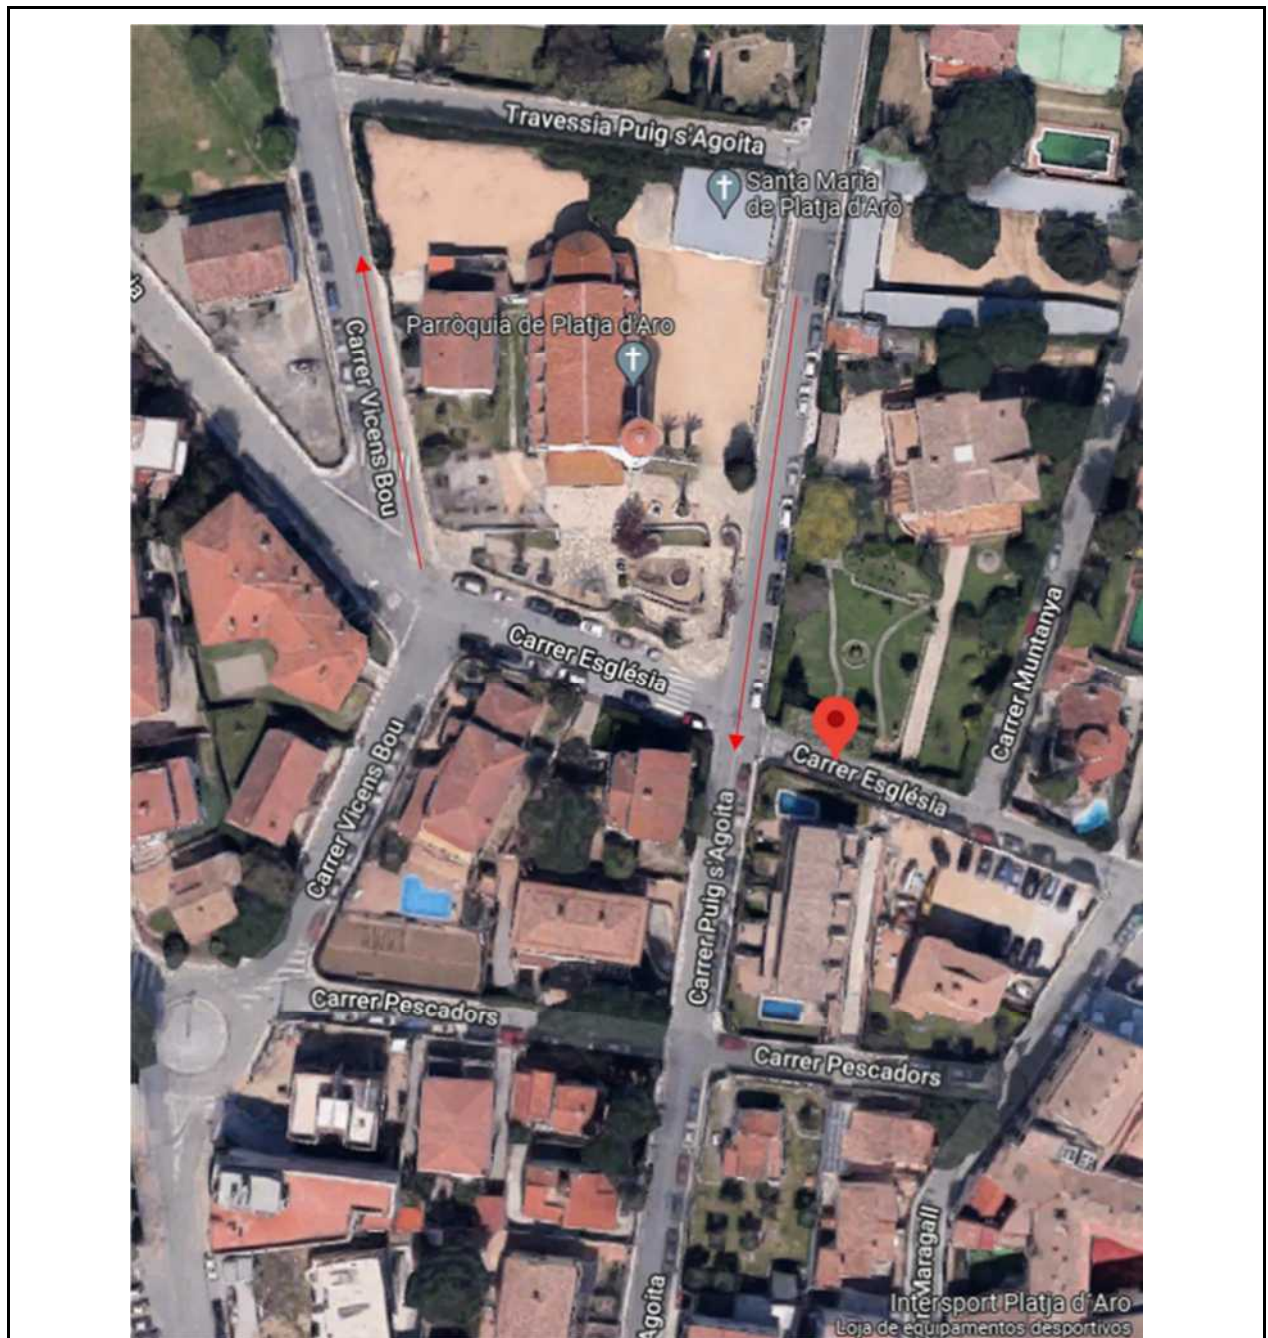 Travessia Puig s'Agoita
Santa Maria
de Platja d'Aro
Parròquia de Platja d'Aro
Carrer Vicens Bou
Carrer Església
Carrer Muntanya
Carrer Església
Carrer Vicens Bou
Carrer Puig s'Agoita
Carrer Pescadors
Carrer Pescadors
Maragall
Agoita
Intersport Platja d'Aro
Loja de equipamentos desportivos